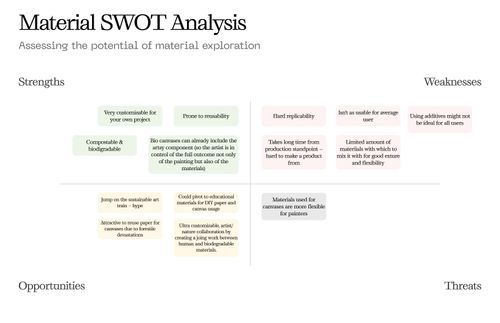 Material SWOT Analysis
Assessing the potential of material exploration
Strengths
Weaknesses
Very customisable for
your own project
Prone to reusability
Hard replicability
Isn't as usable for average
user
Using additives might not
be ideal for all users
Compostable &
biodegradable
Bio canvases can already include the
array component (so the artist is in
control of the full outcome not only
of the painting but also of the
materials)
Takes long time from
production standpoint –
hard to make a product
from
Limited amount of
materials with which to
mix it with for good exture
and flexibility
Jump on the sustainable art
train – hype
Could pivot to educational
materials for DIY paper and
canvas usage
Materials used for
canvases are more flexible
for painters
Attractive to reuse paper for
canvases due to forestile
devastations
Ultra customizable, artist/
nature collaboration by
creating a joing work between
human and biodegradable
materials.
Opportunities
Threats